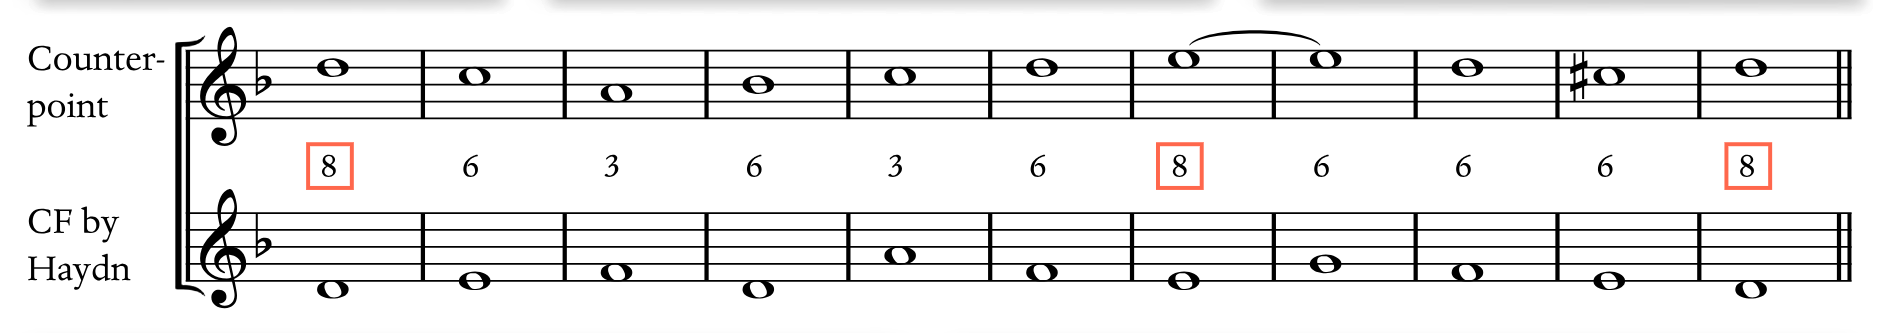 Counter-
point
8 6 3 6 3 6 8 6 6 6 8
CF by
Haydn